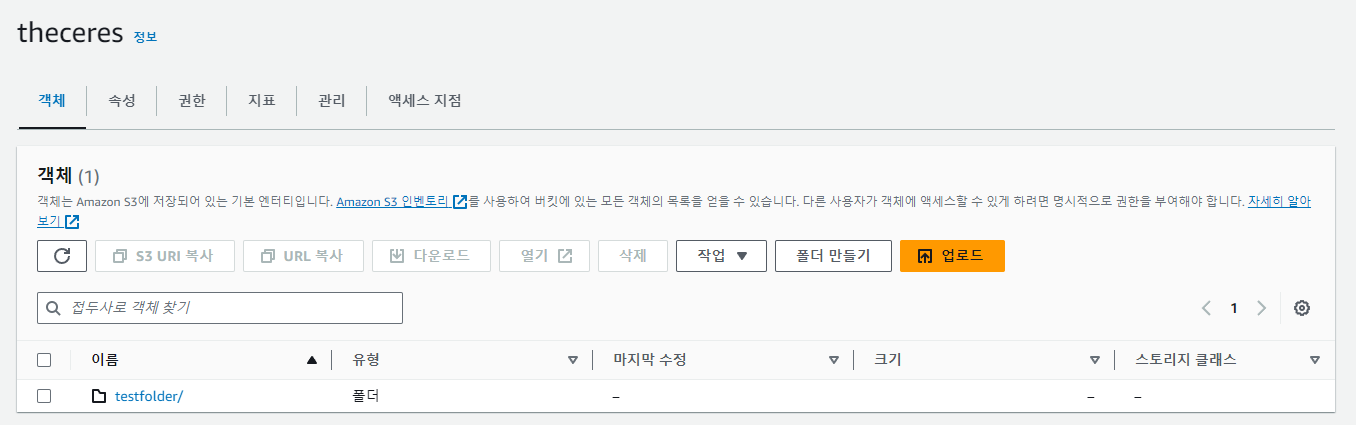 theceres 정보
객체 속성 권한 지표 관리 액세스 지점
객체 (1)
객체는 Amazon S3에 저장되어 있는 기본 엔터티입니다. Amazon S3 인벤토리를 사용하여 버킷에 있는 모든 객체의 목록을 얻을 수 있습니다. 다른 사용자가 객체에 액세스할 수 있게 하려면 명시적으로 권한을 부여해야 합니다. 자세히 알아
보기
S3 URI 복사 URL 복사 다운로드 열기 삭제 작업 폴더 만들기 업로드
접두사로 객체 찾기 1
이름 유형 마지막 수정 크기 스토리지 클래스
testfolder/ 폴더 – – –